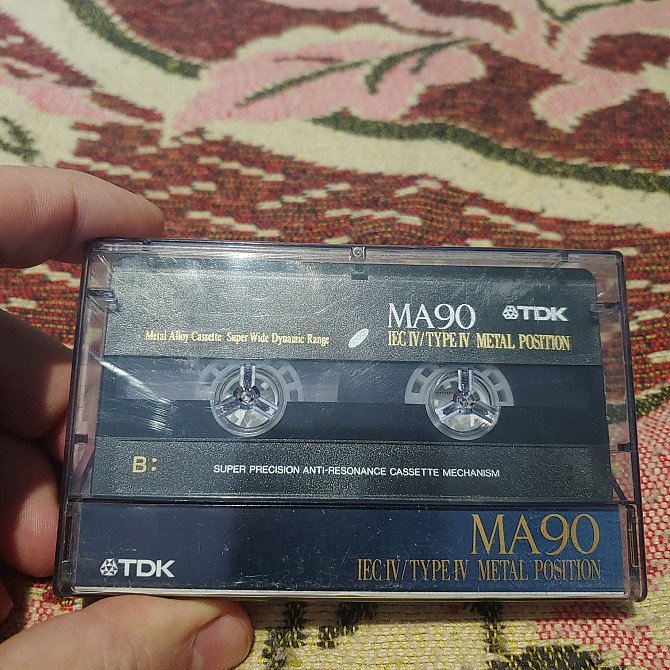 MA90 TDK
Metal Alloy Cassette Super Wide Dynamic Range IEC IV/TYPE IV METAL POSITION
B:
SUPER PRECISION ANTI-RESONANCE CASSETTE MECHANISM
MA90
TDK IEC IV/TYPE IV METAL POSITION